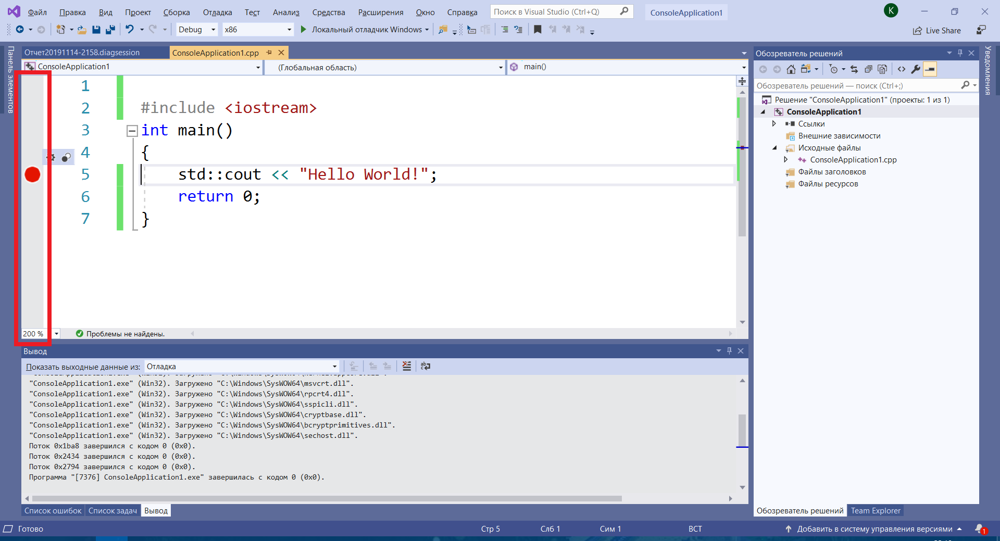 Файл Правка Вид Проект Сборка Отладка Тест Анализ Средства Расширения Окно Справка Поиск в Visual Studio (Ctrl+Q) ConsoleApplication1 K
Debug x86 Локальный отладчик Windows Live Share
Панель элементов
Отчет20191114-2158.diagsession ConsoleApplication1.cpp
ConsoleApplication1 (Глобальная область) main()
1
2 #include <iostream>
3 int main()
4 {
5 std::cout << "Hello World!";
6 return 0;
7 }
200 % Проблемы не найдены.
Вывод
Показать выходные данные из: Отладка
"ConsoleApplication1.exe" (Win32). Загружено "C:\Windows\SysWOW64\msvcrt.dll".
"ConsoleApplication1.exe" (Win32). Загружено "C:\Windows\SysWOW64\rpcrt4.dll".
"ConsoleApplication1.exe" (Win32). Загружено "C:\Windows\SysWOW64\sspicli.dll".
"ConsoleApplication1.exe" (Win32). Загружено "C:\Windows\SysWOW64\cryptbase.dll".
"ConsoleApplication1.exe" (Win32). Загружено "C:\Windows\SysWOW64\bcryptprimitives.dll".
"ConsoleApplication1.exe" (Win32). Загружено "C:\Windows\SysWOW64\sechost.dll".
Поток 0x1ba8 завершился с кодом 0 (0x0).
Поток 0x2434 завершился с кодом 0 (0x0).
Поток 0x2794 завершился с кодом 0 (0x0).
Программа "[7376] ConsoleApplication1.exe" завершилась с кодом 0 (0x0).
Список ошибок Список задач Вывод
Обозреватель решений
Обозреватель решений — поиск (Ctrl+;)
Решение "ConsoleApplication1" (проекты: 1 из 1)
ConsoleApplication1
Ссылки
Внешние зависимости
Исходные файлы
ConsoleApplication1.cpp
Файлы заголовков
Файлы ресурсов
Обозреватель решений Team Explorer
Уведомления
Готово Стр 5 Слб 1 Сим 1 ВСТ Добавить в систему управления версиями 1